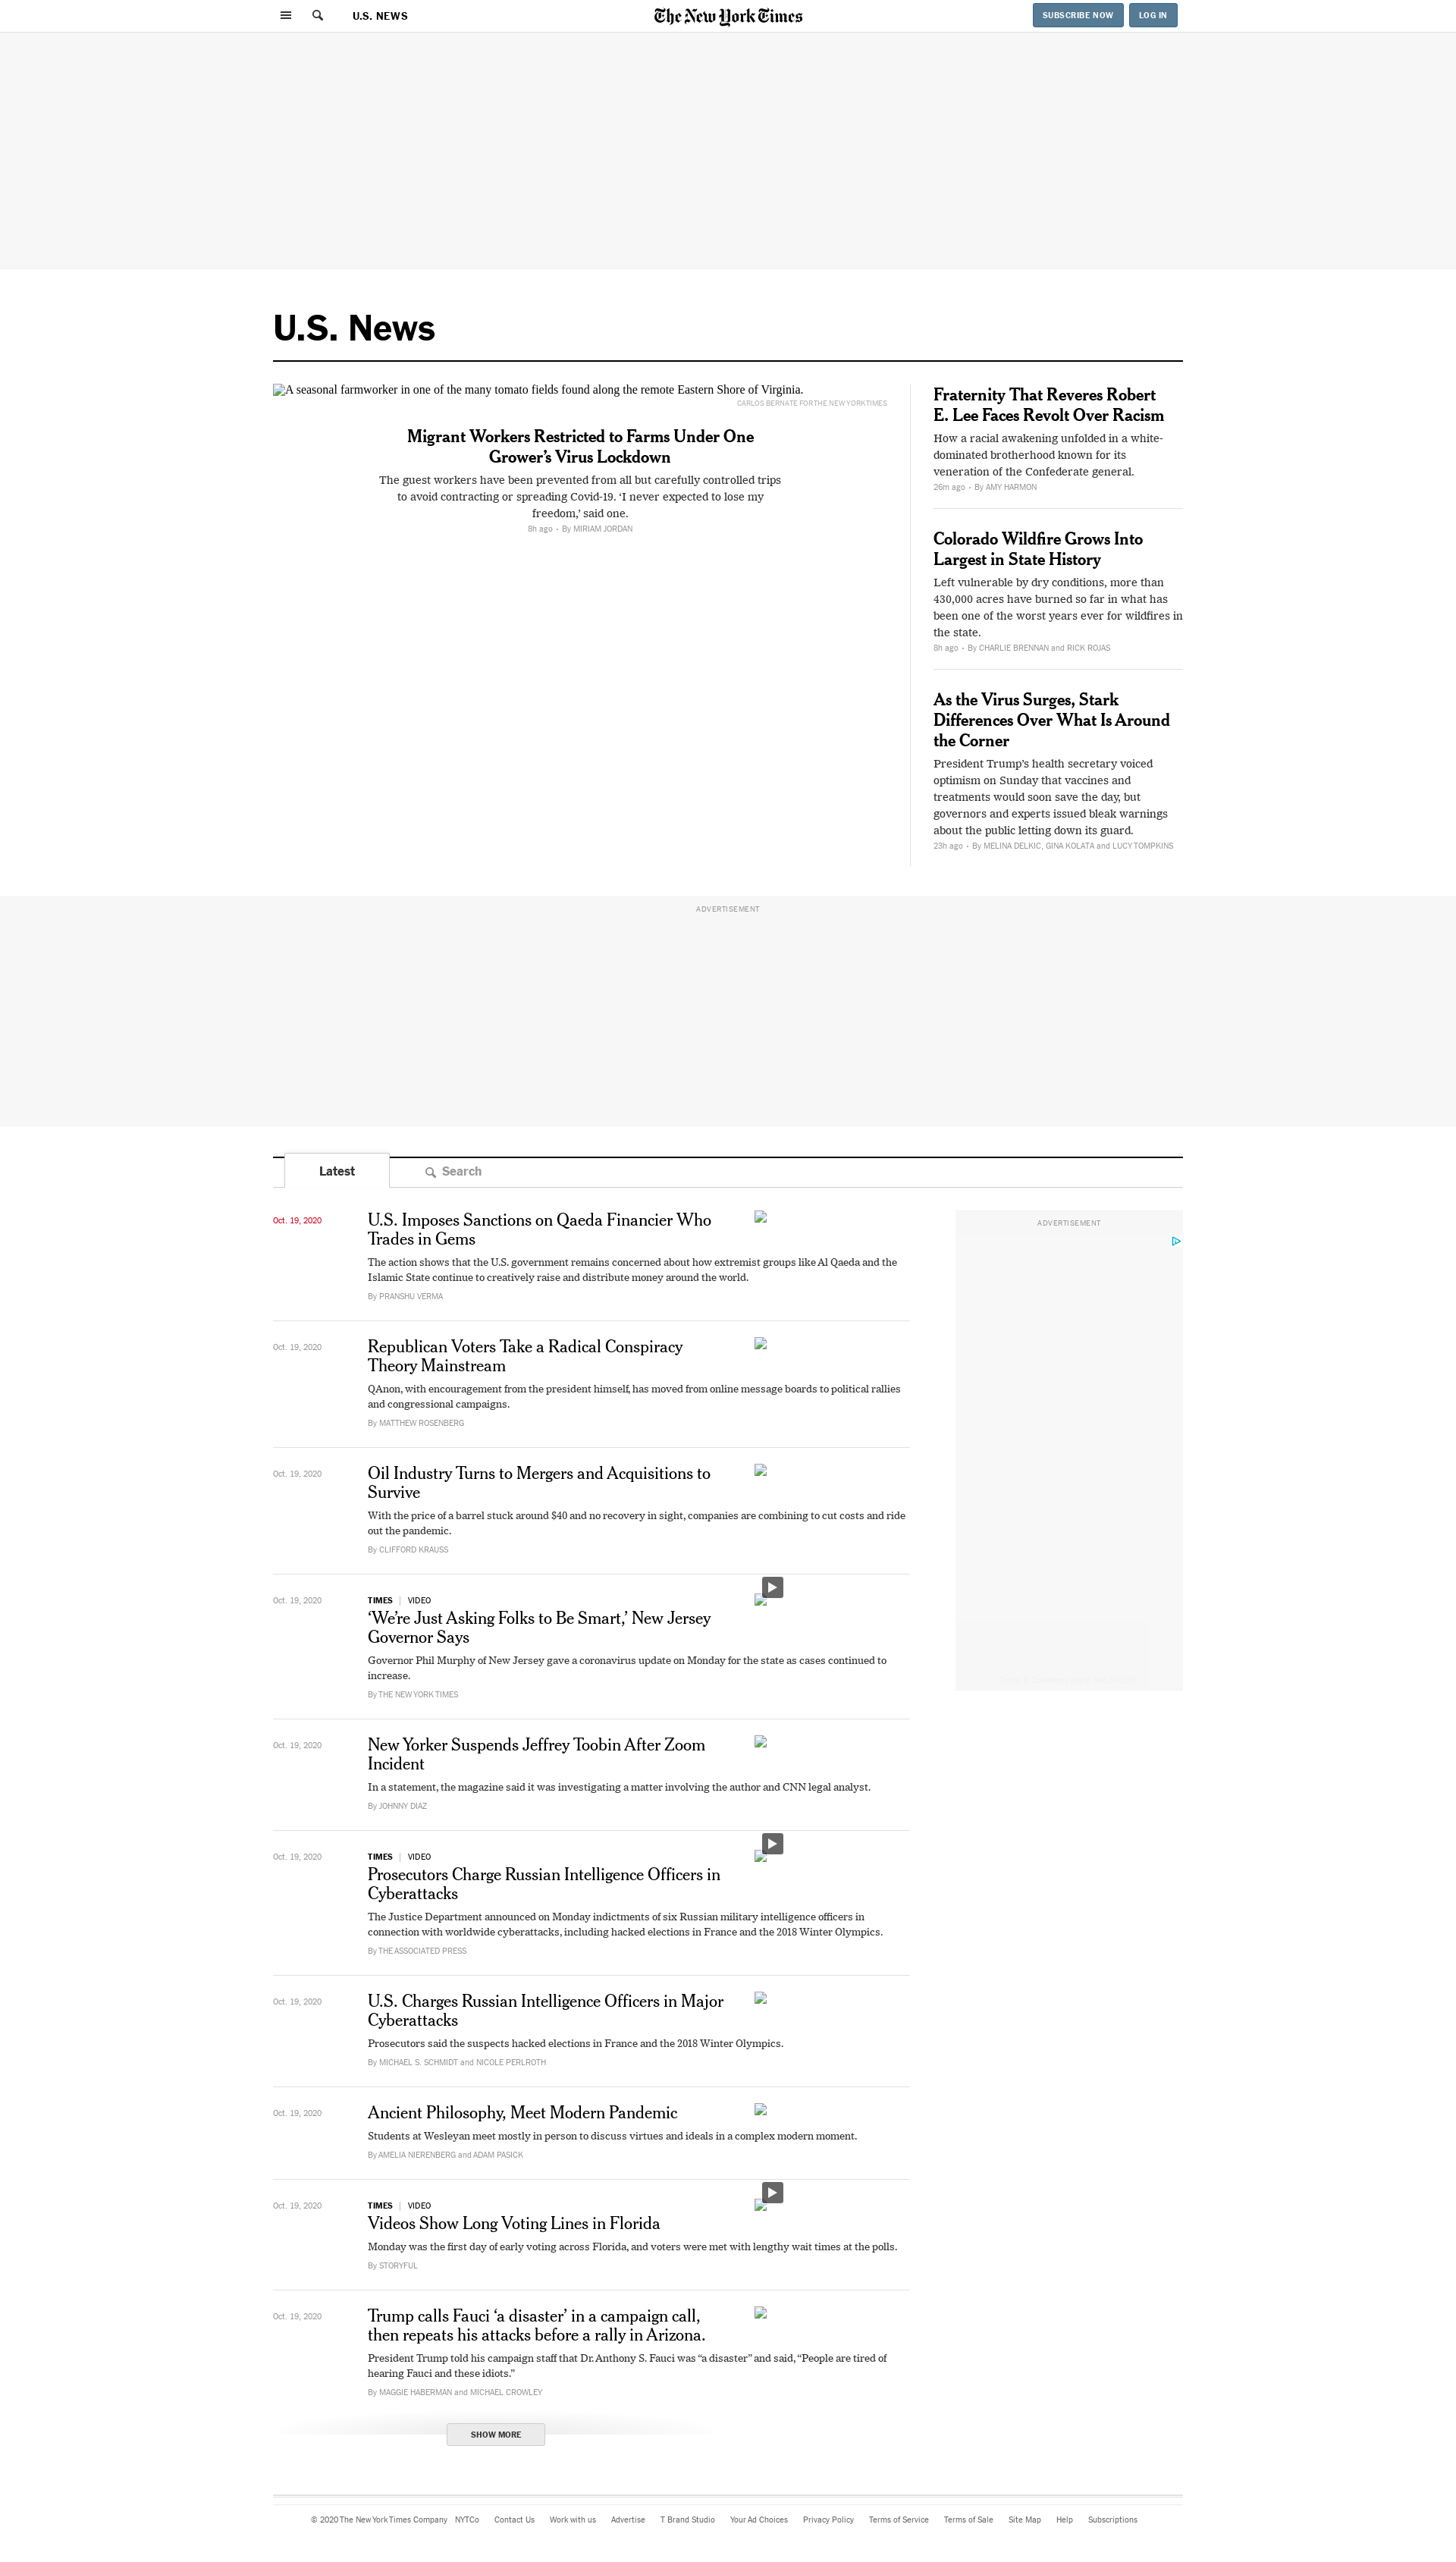 U.S. NEWS
The New York Times
SUBSCRIBE NOW
LOG IN
U.S. News
A seasonal farmworker in one of the many tomato fields found along the remote Eastern Shore of Virginia.
CARLOS BERNATE FOR THE NEW YORK TIMES
Migrant Workers Restricted to Farms Under One
Grower’s Virus Lockdown
The guest workers have been prevented from all but carefully controlled trips
to avoid contracting or spreading Covid-19. ‘I never expected to lose my
freedom,’ said one.
8h ago • By MIRIAM JORDAN
Fraternity That Reveres Robert
E. Lee Faces Revolt Over Racism
How a racial awakening unfolded in a white-
dominated brotherhood known for its
veneration of the Confederate general.
26m ago • By AMY HARMON
Colorado Wildfire Grows Into
Largest in State History
Left vulnerable by dry conditions, more than
430,000 acres have burned so far in what has
been one of the worst years ever for wildfires in
the state.
8h ago • By CHARLIE BRENNAN and RICK ROJAS
As the Virus Surges, Stark
Differences Over What Is Around
the Corner
President Trump’s health secretary voiced
optimism on Sunday that vaccines and
treatments would soon save the day, but
governors and experts issued bleak warnings
about the public letting down its guard.
23h ago • By MELINA DELKIC, GINA KOLATA and LUCY TOMPKINS
ADVERTISEMENT
Latest
Search
ADVERTISEMENT
Oct. 19, 2020
U.S. Imposes Sanctions on Qaeda Financier Who
Trades in Gems
The action shows that the U.S. government remains concerned about how extremist groups like Al Qaeda and the
Islamic State continue to creatively raise and distribute money around the world.
By PRANSHU VERMA
Oct. 19, 2020
Republican Voters Take a Radical Conspiracy
Theory Mainstream
QAnon, with encouragement from the president himself, has moved from online message boards to political rallies
and congressional campaigns.
By MATTHEW ROSENBERG
Oct. 19, 2020
Oil Industry Turns to Mergers and Acquisitions to
Survive
With the price of a barrel stuck around $40 and no recovery in sight, companies are combining to cut costs and ride
out the pandemic.
By CLIFFORD KRAUSS
Oct. 19, 2020
TIMES | VIDEO
‘We’re Just Asking Folks to Be Smart,’ New Jersey
Governor Says
Governor Phil Murphy of New Jersey gave a coronavirus update on Monday for the state as cases continued to
increase.
By THE NEW YORK TIMES
Oct. 19, 2020
New Yorker Suspends Jeffrey Toobin After Zoom
Incident
In a statement, the magazine said it was investigating a matter involving the author and CNN legal analyst.
By JOHNNY DIAZ
Oct. 19, 2020
TIMES | VIDEO
Prosecutors Charge Russian Intelligence Officers in
Cyberattacks
The Justice Department announced on Monday indictments of six Russian military intelligence officers in
connection with worldwide cyberattacks, including hacked elections in France and the 2018 Winter Olympics.
By THE ASSOCIATED PRESS
Oct. 19, 2020
U.S. Charges Russian Intelligence Officers in Major
Cyberattacks
Prosecutors said the suspects hacked elections in France and the 2018 Winter Olympics.
By MICHAEL S. SCHMIDT and NICOLE PERLROTH
Oct. 19, 2020
Ancient Philosophy, Meet Modern Pandemic
Students at Wesleyan meet mostly in person to discuss virtues and ideals in a complex modern moment.
By AMELIA NIERENBERG and ADAM PASICK
Oct. 19, 2020
TIMES | VIDEO
Videos Show Long Voting Lines in Florida
Monday was the first day of early voting across Florida, and voters were met with lengthy wait times at the polls.
By STORYFUL
Oct. 19, 2020
Trump calls Fauci ‘a disaster’ in a campaign call,
then repeats his attacks before a rally in Arizona.
President Trump told his campaign staff that Dr. Anthony S. Fauci was “a disaster” and said, “People are tired of
hearing Fauci and these idiots.”
By MAGGIE HABERMAN and MICHAEL CROWLEY
SHOW MORE
© 2020 The New York Times Company NYTCo Contact Us Work with us Advertise T Brand Studio Your Ad Choices Privacy Policy Terms of Service Terms of Sale Site Map Help Subscriptions